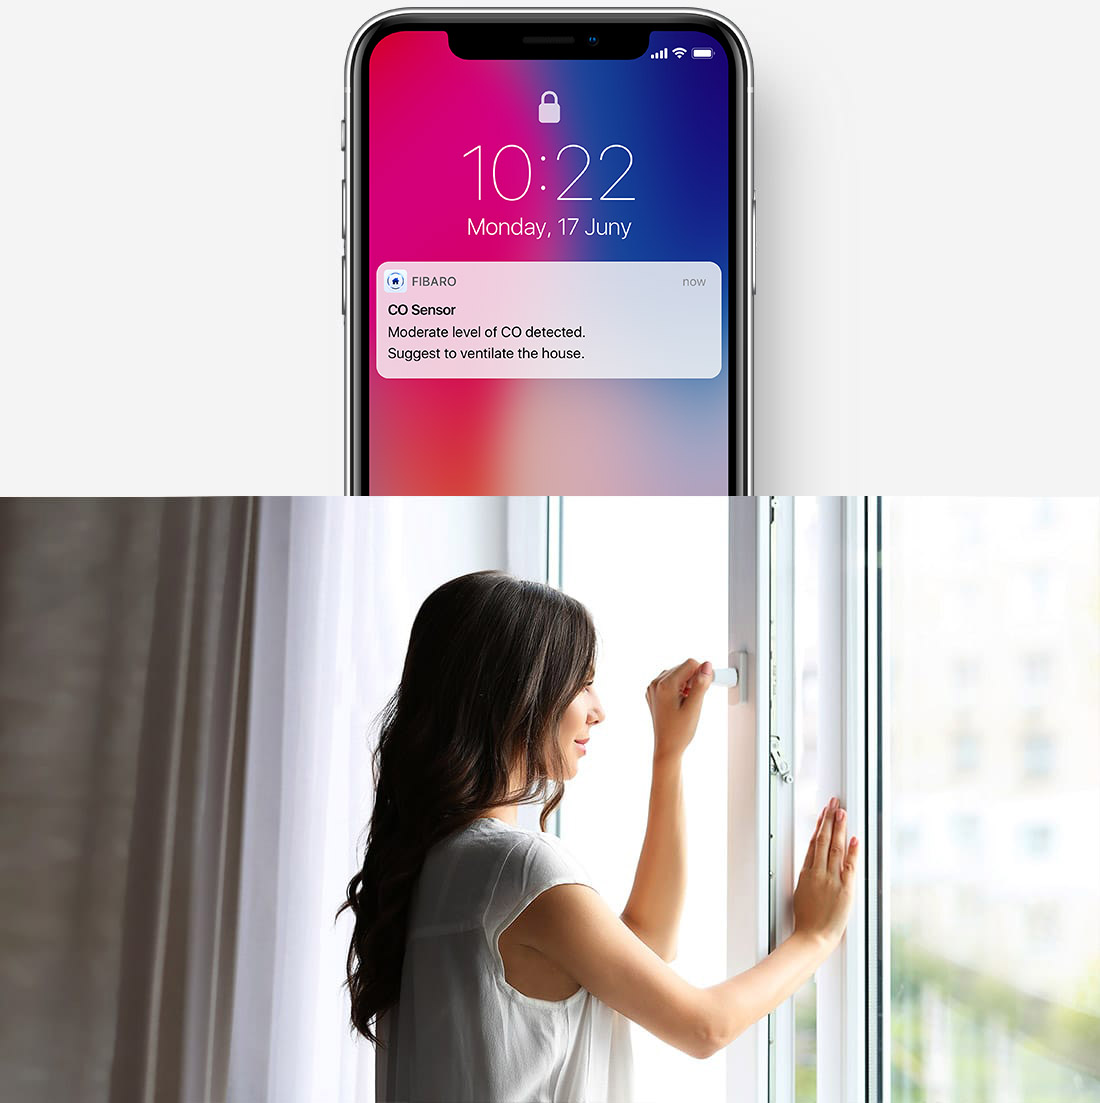 10:22
Monday, 17 Juny
FIBARO
now
CO Sensor
Moderate level of CO detected.
Suggest to ventilate the house.